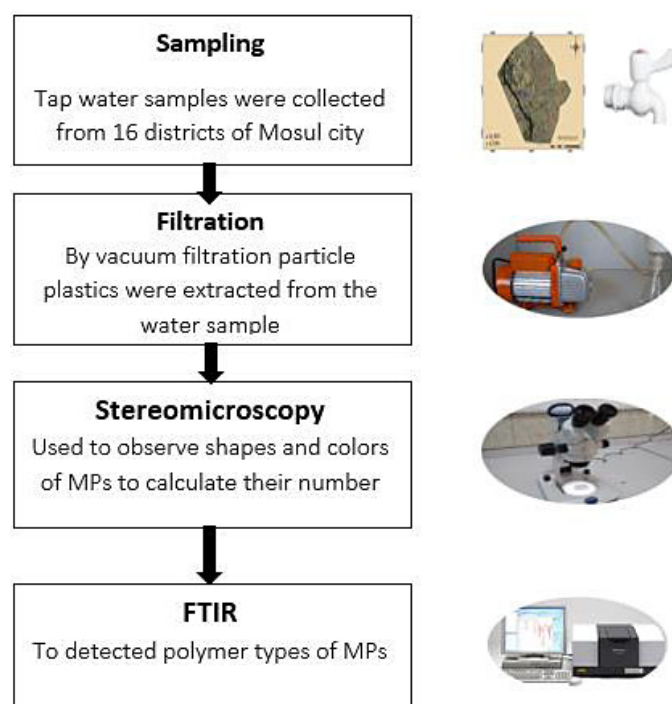 Sampling
Tap water samples were collected
from 16 districts of Mosul city
Filtration
By vacuum filtration particle
plastics were extracted from the
water sample
Stereomicroscopy
Used to observe shapes and colors
of MPs to calculate their number
FTIR
To detected polymer types of MPs